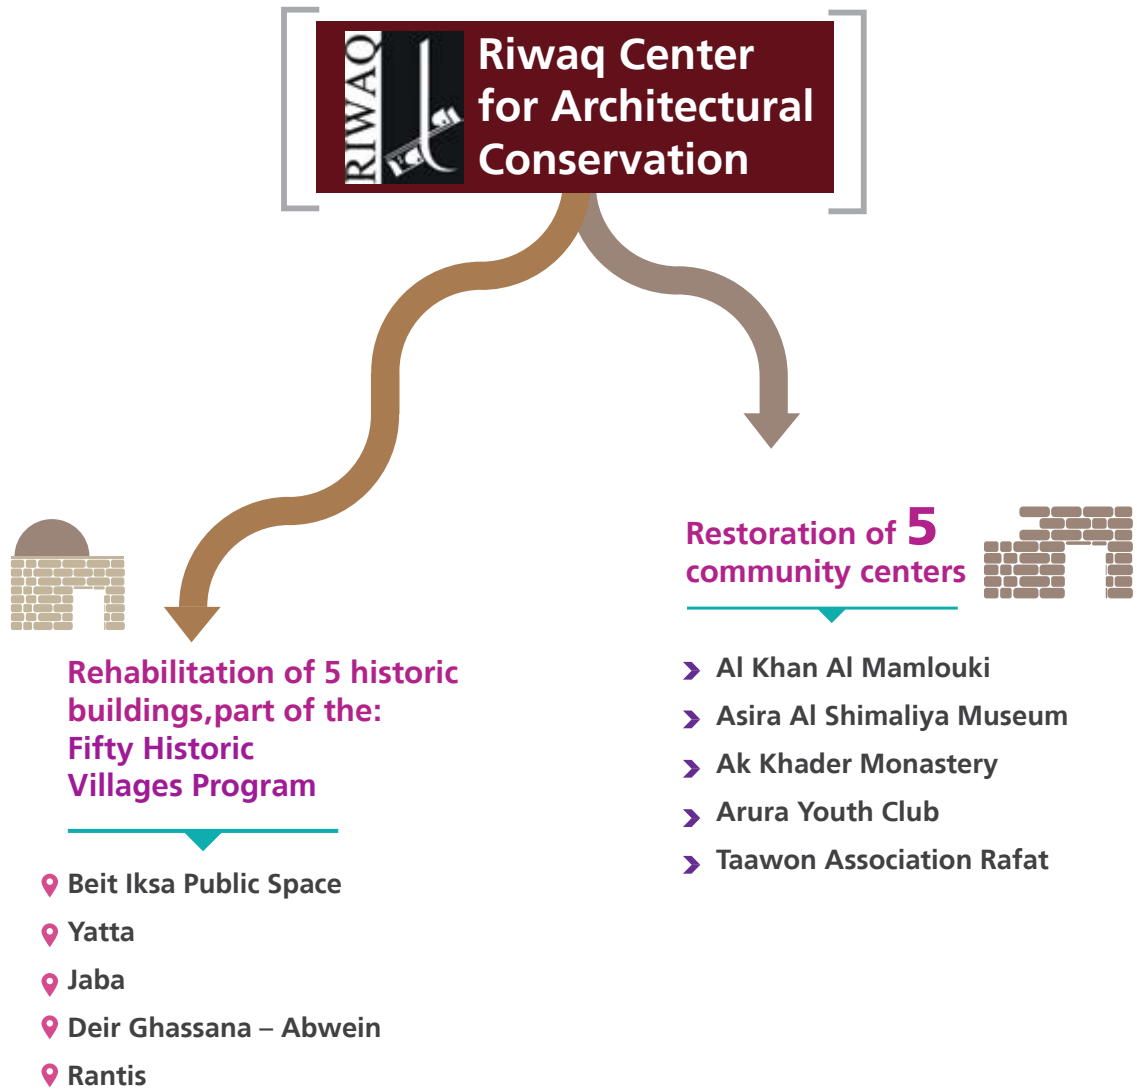 RIWAQ
Riwaq Center
for Architectural
Conservation
Rehabilitation of 5 historic
buildings,part of the:
Fifty Historic
Villages Program
Beit Iksa Public Space
Yatta
Jaba
Deir Ghassana – Abwein
Rantis
Restoration of 5
community centers
Al Khan Al Mamlouki
Asira Al Shimaliya Museum
Ak Khader Monastery
Arura Youth Club
Taawon Association Rafat